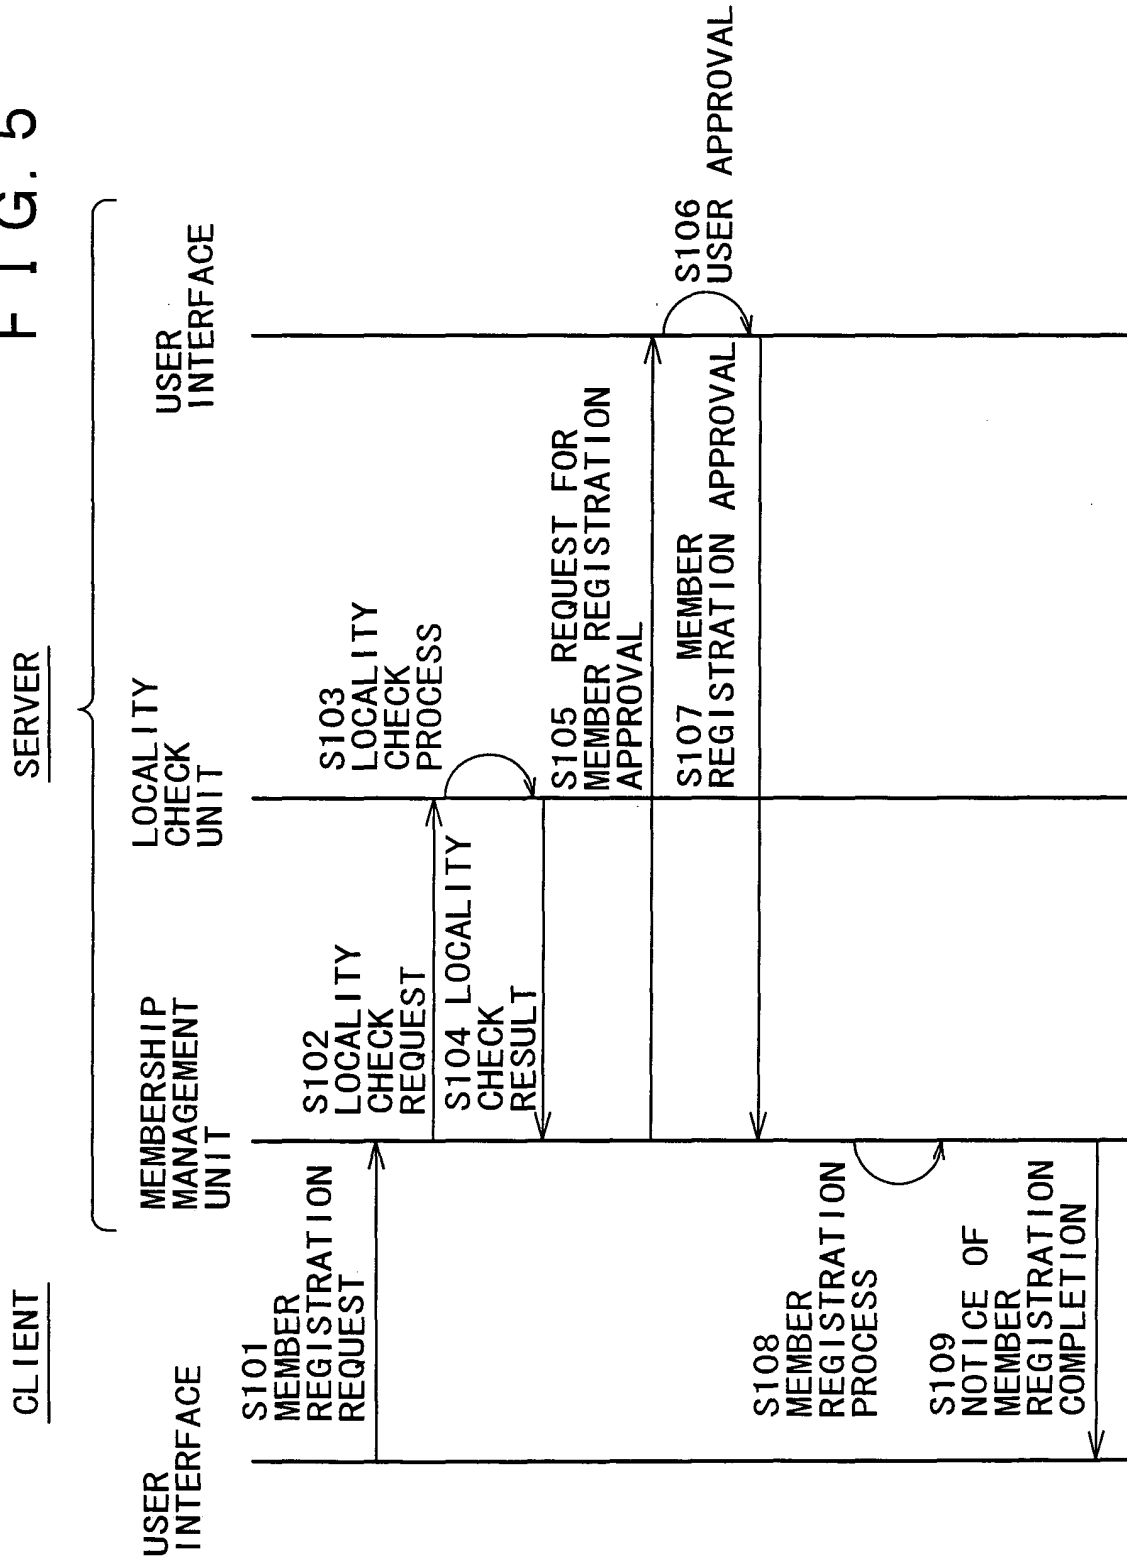 FIG. 5
CLIENT
SERVER
USER
INTERFACE
MEMBERSHIP
MANAGEMENT
UNIT
LOCALITY
CHECK
UNIT
USER
INTERFACE
S101
MEMBER
REGISTRATION
REQUEST
S102
LOCALITY
CHECK
REQUEST
S103
LOCALITY
CHECK
PROCESS
S104 LOCALITY
CHECK
RESULT
S105 REQUEST FOR
MEMBER REGISTRATION
APPROVAL
S106
USER APPROVAL
S107 MEMBER
REGISTRATION APPROVAL
S108
MEMBER
REGISTRATION
PROCESS
S109
NOTICE OF
MEMBER
REGISTRATION
COMPLETION